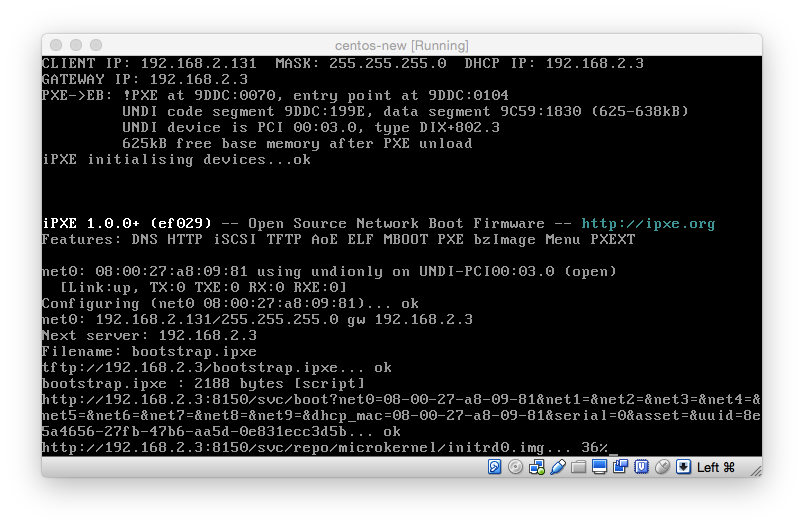 centos-new [Running]
CLIENT IP: 192.168.2.131  MASK: 255.255.255.0  DHCP IP: 192.168.2.3
GATEWAY IP: 192.168.2.3
PXE->EB: !PXE at 9DDC:0070, entry point at 9DDC:0104
UNDI code segment 9DDC:199E, data segment 9C59:1830 (625-638kB)
UNDI device is PCI 00:03.0, type DIX+802.3
625kB free base memory after PXE unload
iPXE initialising devices...ok
iPXE 1.0.0+ (ef029) -- Open Source Network Boot Firmware -- http://ipxe.org
Features: DNS HTTP iSCSI TFTP AoE ELF MBOOT PXE bzImage Menu PXEXT
net0: 08:00:27:a8:09:81 using undionly on UNDI-PCI00:03.0 (open)
[Link:up, TX:0 TXE:0 RX:0 RXE:0]
Configuring (net0 08:00:27:a8:09:81)... ok
net0: 192.168.2.131/255.255.255.0 gw 192.168.2.3
Next server: 192.168.2.3
Filename: bootstrap.ipxe
tftp://192.168.2.3/bootstrap.ipxe... ok
bootstrap.ipxe : 2188 bytes [script]
http://192.168.2.3:8150/svc/boot?net0=08-00-27-a8-09-81&net1=&net2=&net3=&net4=&
net5=&net6=&net7=&net8=&net9=&dhcp_mac=08-00-27-a8-09-81&serial=0&asset=&uuid=8e
5a4656-27fb-47b6-aa5d-0e831ecc3d5b... ok
http://192.168.2.3:8150/svc/repo/microkernel/initrd0.img... 36%_
Left ⌘